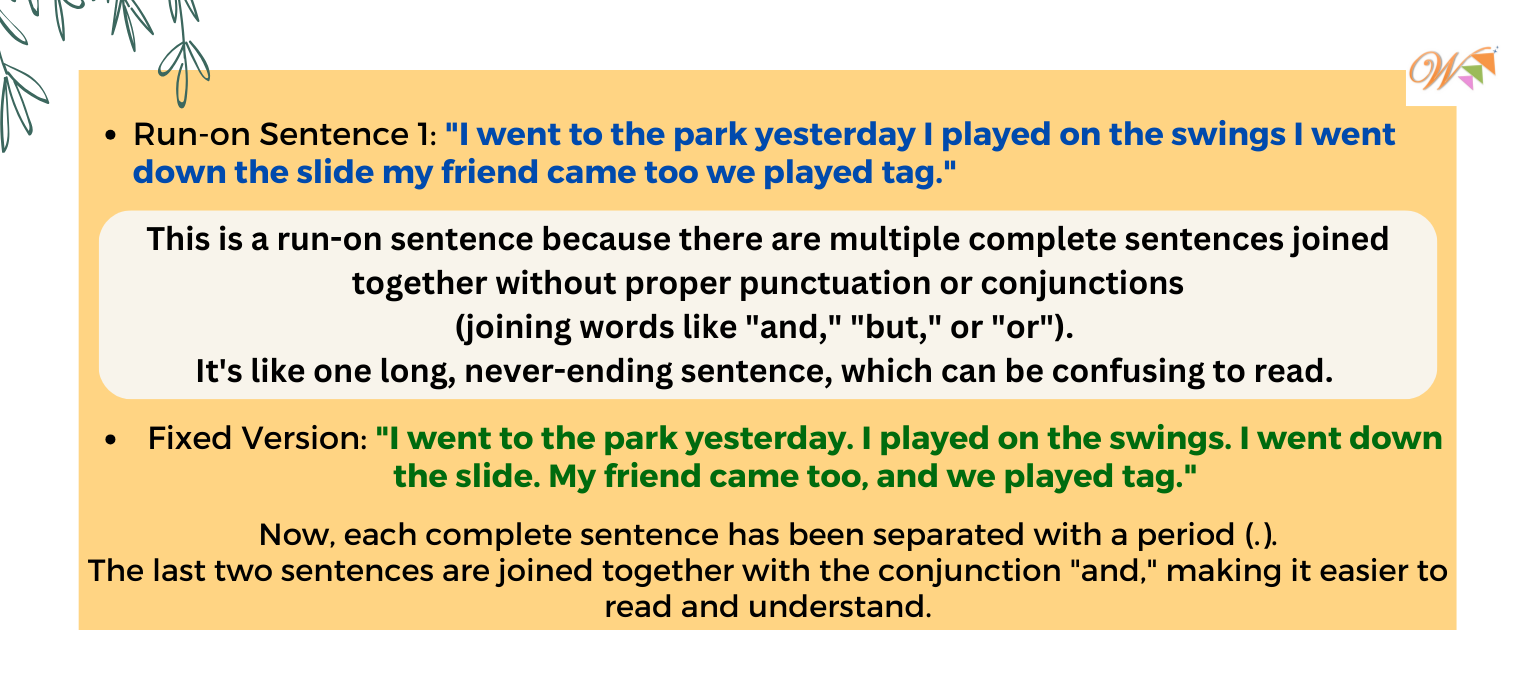 W
• Run-on Sentence 1: "I went to the park yesterday I played on the swings I went
down the slide my friend came too we played tag."
This is a run-on sentence because there are multiple complete sentences joined
together without proper punctuation or conjunctions
(joining words like "and," "but," or "or").
It's like one long, never-ending sentence, which can be confusing to read.
• Fixed Version: "I went to the park yesterday. I played on the swings. I went down
the slide. My friend came too, and we played tag."
Now, each complete sentence has been separated with a period (.).
The last two sentences are joined together with the conjunction "and," making it easier to
read and understand.